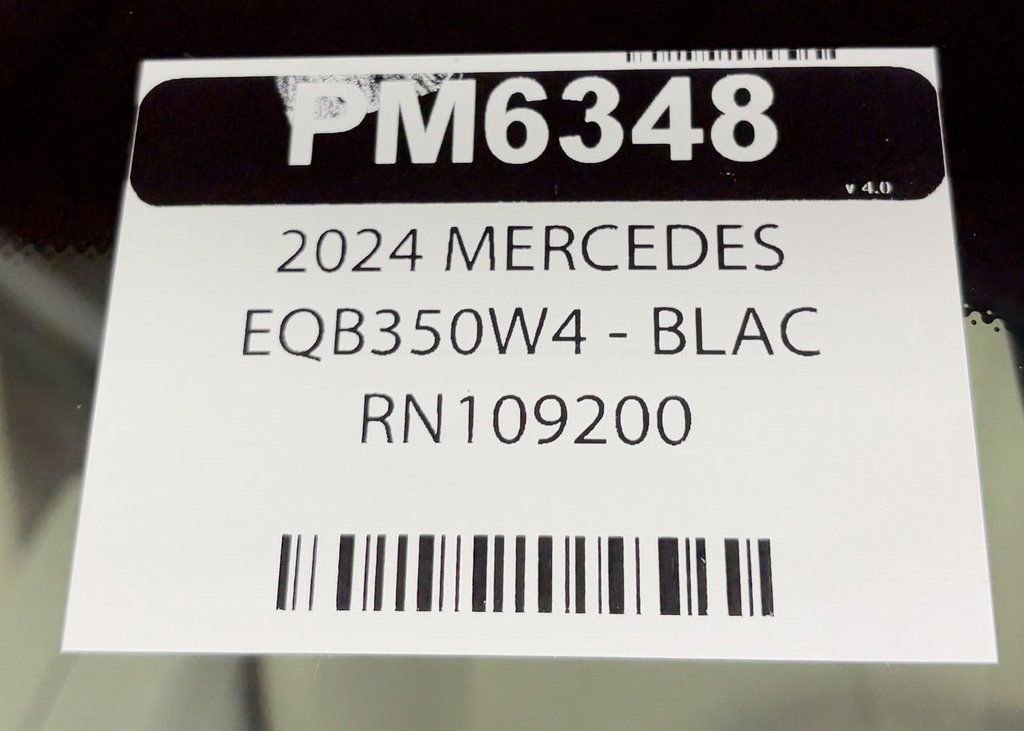 PM6348
v 4.0
2024 MERCEDES
EQB350W4 - BLAC
RN109200